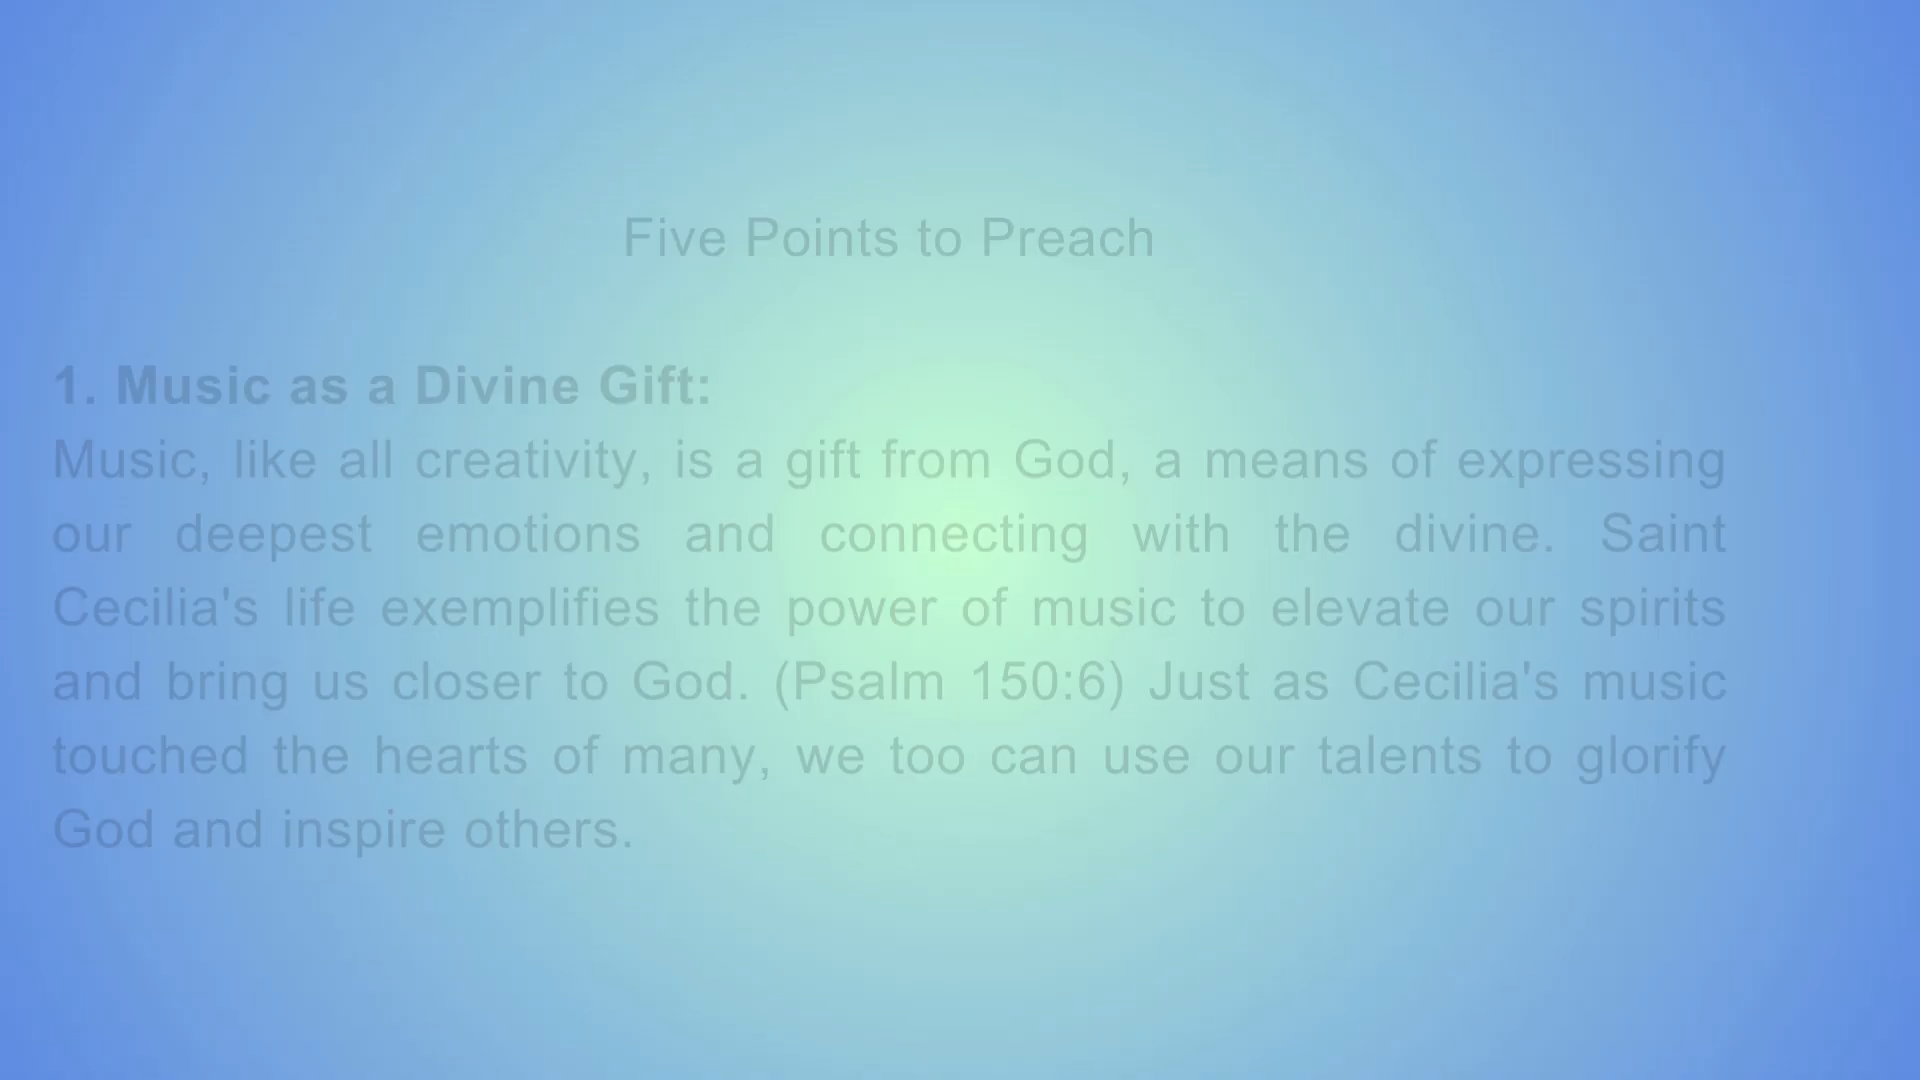 Five Points to Preach
1. Music as a Divine Gift:
Music, like all creativity, is a gift from God, a means of expressing
our deepest emotions and connecting with the divine. Saint
Cecilia's life exemplifies the power of music to elevate our spirits
and bring us closer to God. (Psalm 150:6) Just as Cecilia's music
touched the hearts of many, we too can use our talents to glorify
God and inspire others.